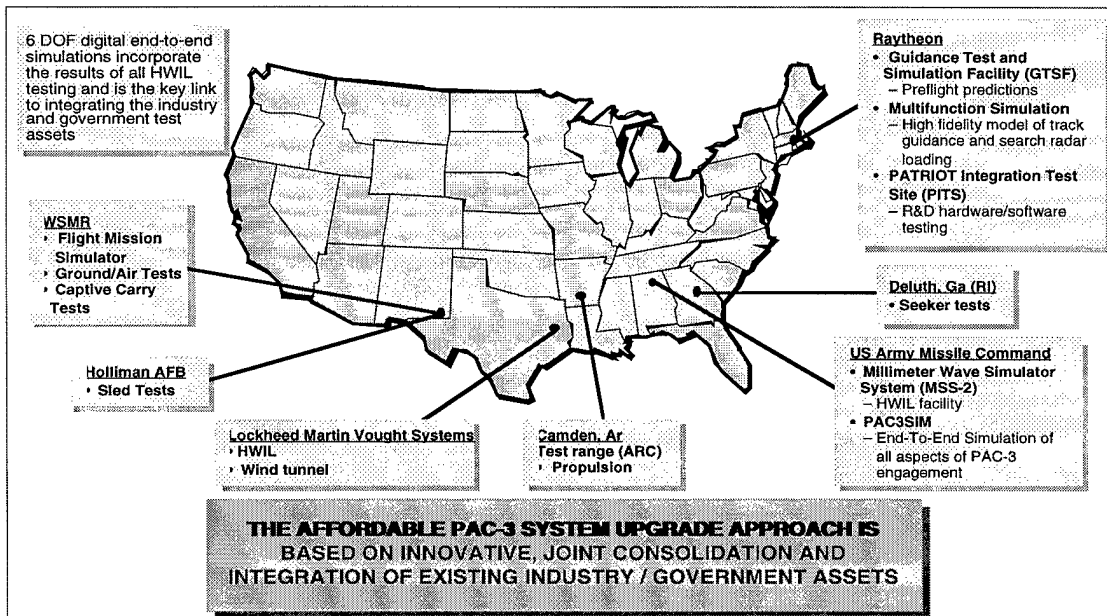 6 DOF digital end-to-end
simulations incorporate
the results of all HWIL
testing and is the key link
to integrating the industry
and government test
assets
Raytheon
• Guidance Test and
Simulation Facility (GTSF)
– Preflight predictions
• Multifunction Simulation
– High fidelity model of track
guidance and search radar
loading
• PATRIOT Integration Test
Site (PITS)
– R&D hardware/software
testing
WSMR
• Flight Mission
Simulator
• Ground/Air Tests
• Captive Carry
Tests
Deluth, Ga (RI)
• Seeker tests
Holliman AFB
• Sled Tests
US Army Missile Command
• Millimeter Wave Simulator
System (MSS-2)
– HWIL facility
• PAC3SIM
– End-To-End Simulation of
all aspects of PAC-3
engagement
Lockheed Martin Vought Systems
• HWIL
• Wind tunnel
Camden, Ar
Test range (ARC)
• Propulsion
THE AFFORDABLE PAC-3 SYSTEM UPGRADE APPROACH IS
BASED ON INNOVATIVE, JOINT CONSOLIDATION AND
INTEGRATION OF EXISTING INDUSTRY / GOVERNMENT ASSETS